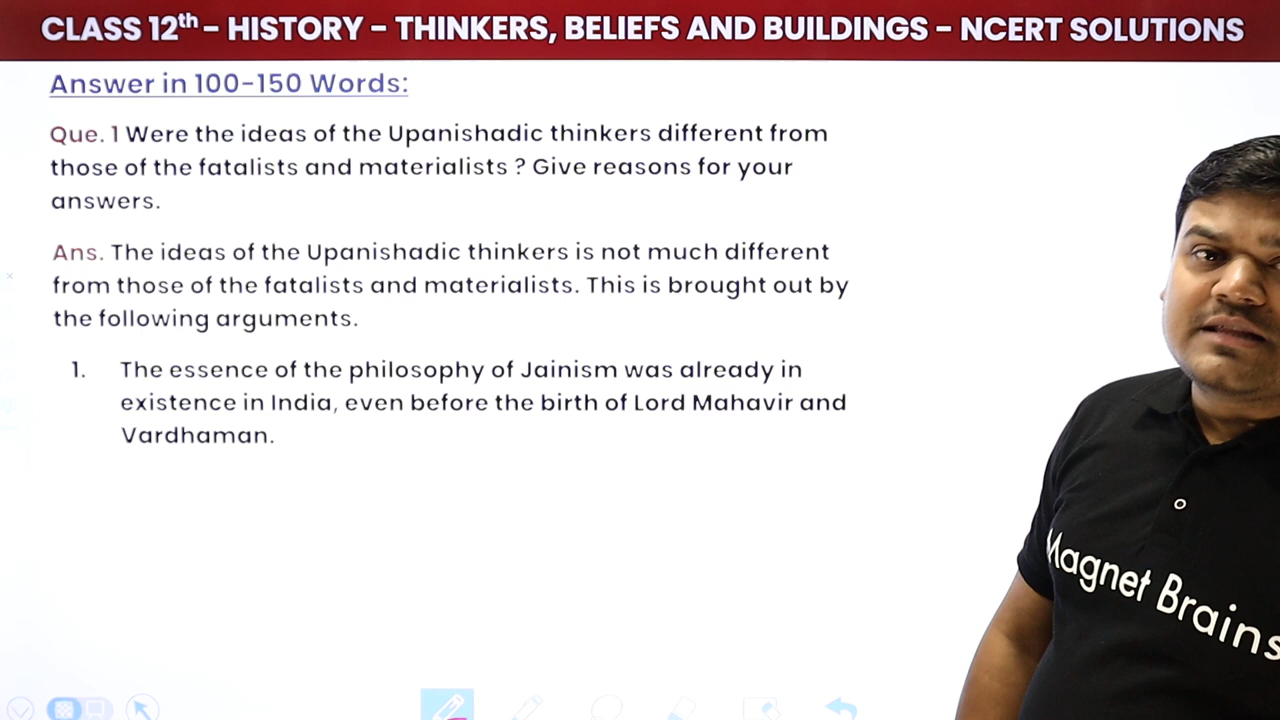 CLASS 12th – HISTORY – THINKERS, BELIEFS AND BUILDINGS – NCERT SOLUTIONS
Answer in 100-150 Words:
Que. 1 Were the ideas of the Upanishadic thinkers different from
those of the fatalists and materialists ? Give reasons for your
answers.
Ans. The ideas of the Upanishadic thinkers is not much different
from those of the fatalists and materialists. This is brought out by
the following arguments.
1. The essence of the philosophy of Jainism was already in
existence in India, even before the birth of Lord Mahavir and
Vardhaman.
Magnet Brains